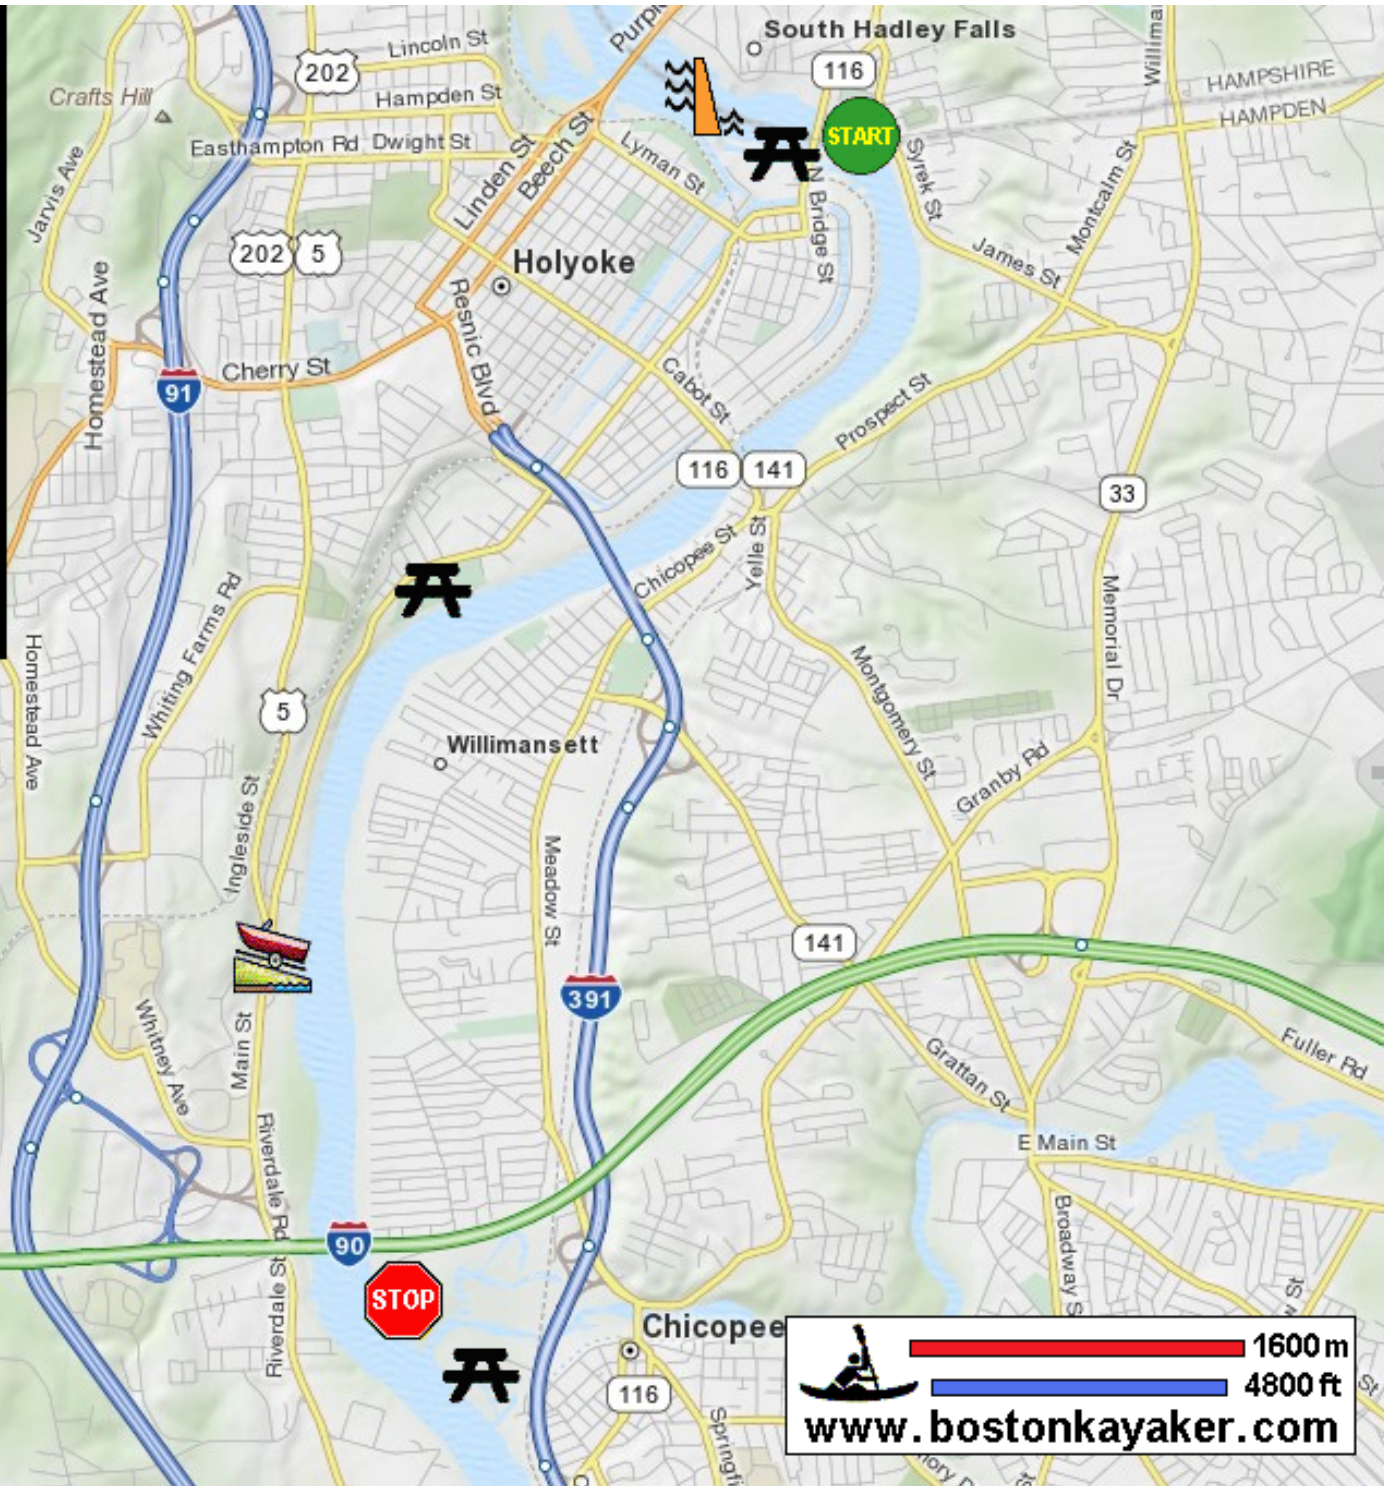 South Hadley Falls
Lincoln St
202
116
HAMPSHIRE
HAMPDEN
Crafts Hill
Hampden St
START
Easthampton Rd
Dwight St
Linden St
Beech St
Lyman St
Syrek St
Montcalm St
Jarvis Ave
N Bridge St
202
5
James St
Holyoke
Homestead Ave
Resnic Blvd
Cherry St
91
Cabot St
Prospect St
116
141
33
Chicopee St
Yelle St
Whiting Farms Rd
Memorial Dr
Homestead Ave
5
Montgomery St
Willimansett
Granby Rd
Ingleside St
Meadow St
141
391
Whitney Ave
Main St
Fuller Rd
Grattan St
E Main St
Riverdale Rd
Broadway S
90
Riverdale St
STOP
Chicopee
1600 m
4800 ft
116
St
www.bostonkayaker.com
Springfi